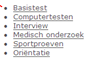 Basistest
Computertesten
Interview
Medisch onderzoek
Sportproeven
Oriëntatie